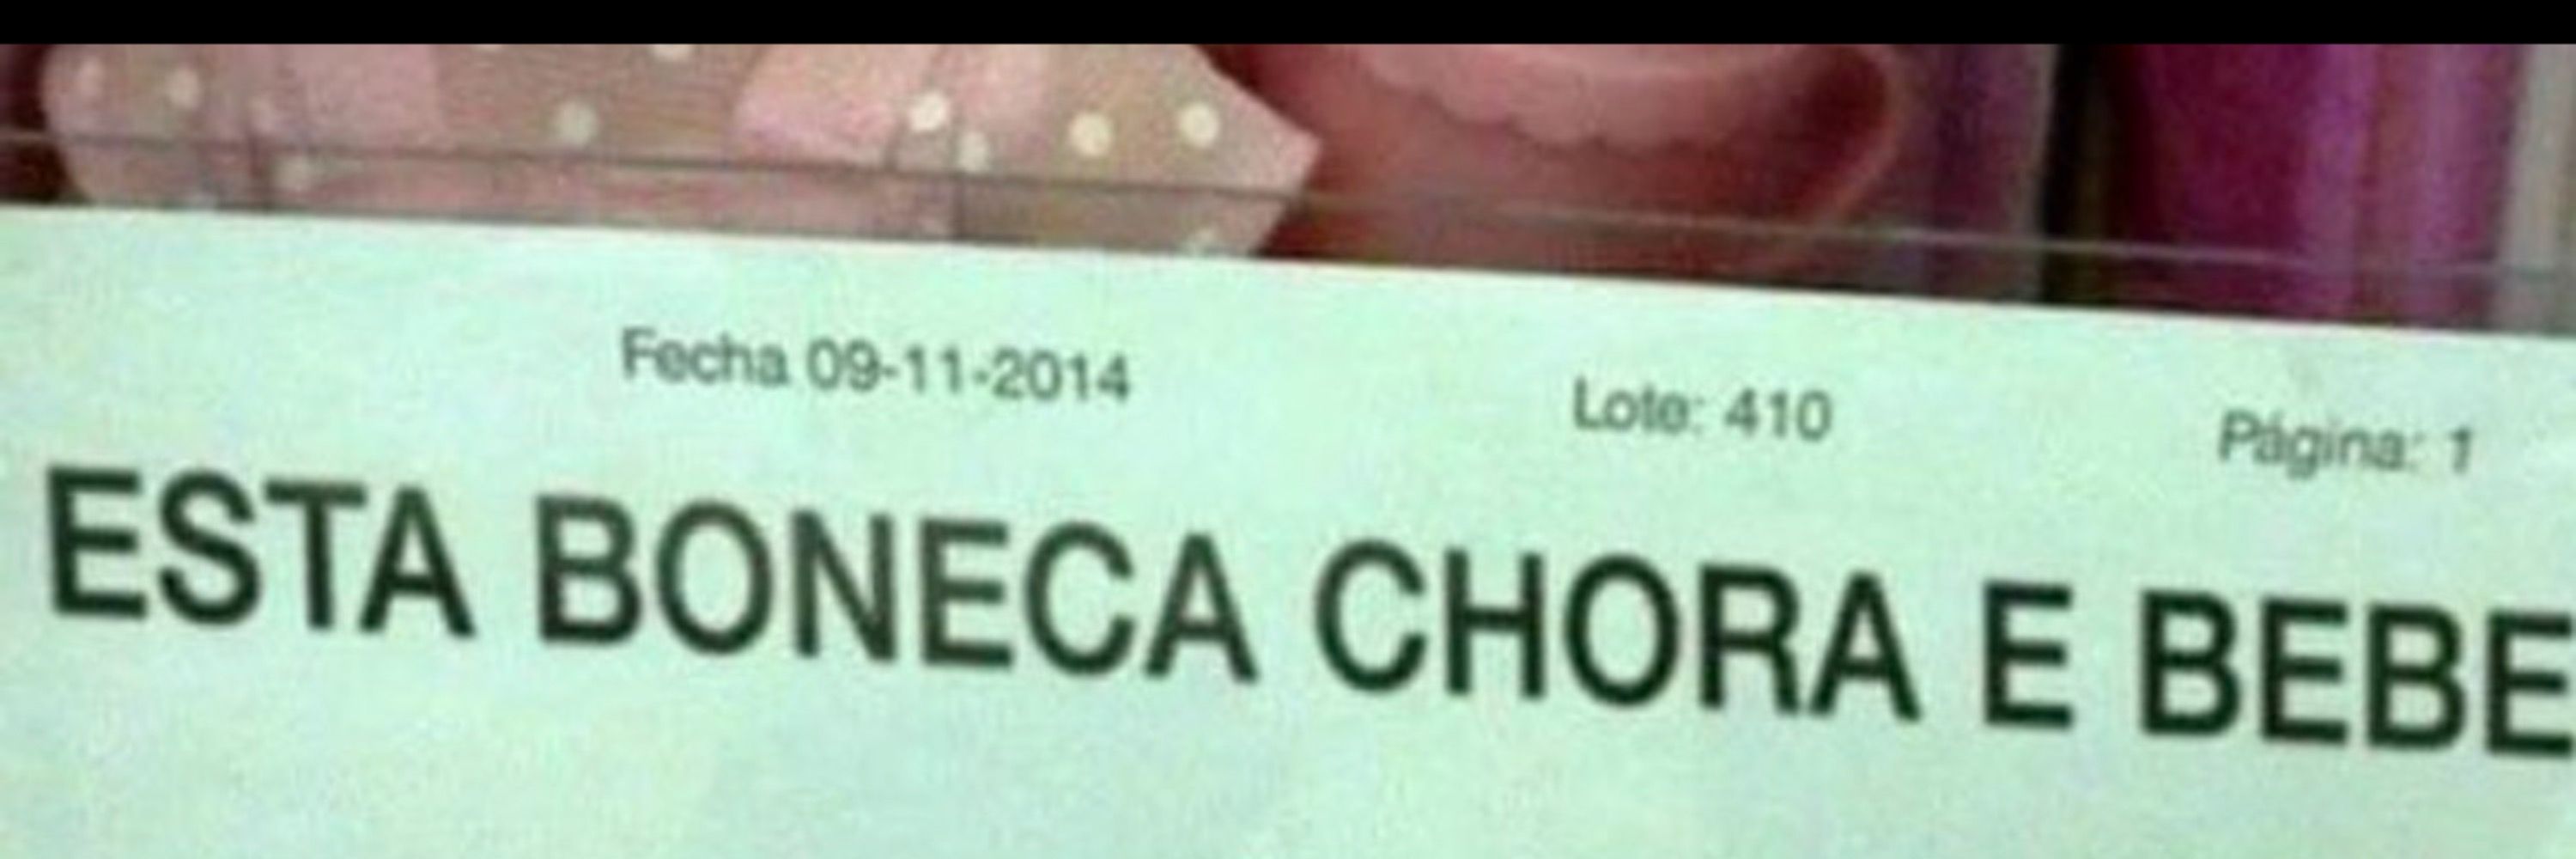 Fecha 09-11-2014 Lote: 410 Página: 1
ESTA BONECA CHORA E BEBE